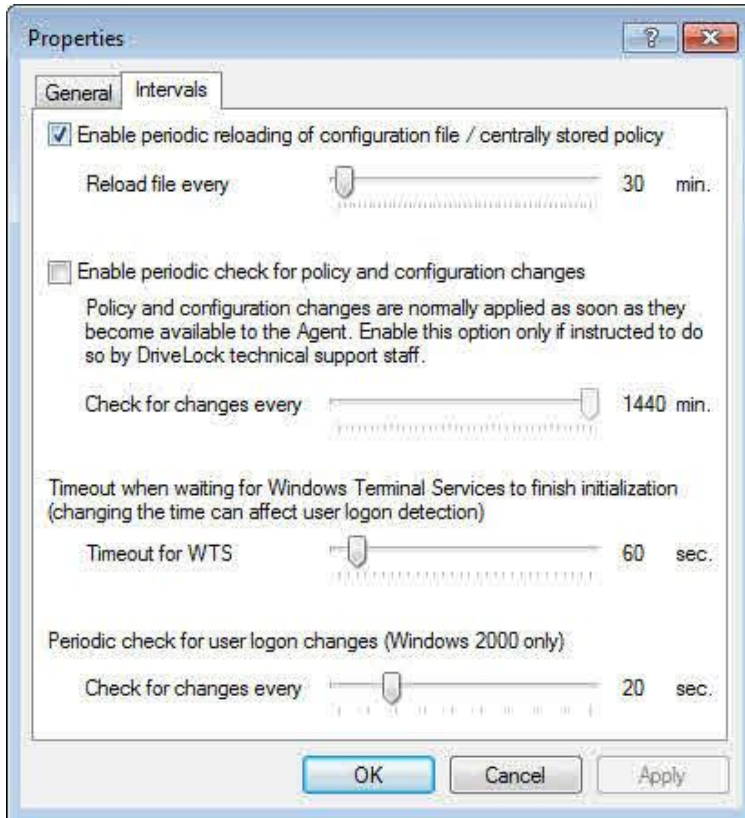 Properties
General
Intervals
Enable periodic reloading of configuration file / centrally stored policy
Reload file every 30 min.
Enable periodic check for policy and configuration changes
Policy and configuration changes are normally applied as soon as they
become available to the Agent. Enable this option only if instructed to do
so by DriveLock technical support staff.
Check for changes every 1440 min.
Timeout when waiting for Windows Terminal Services to finish initialization
(changing the time can affect user logon detection)
Timeout for WTS 60 sec.
Periodic check for user logon changes (Windows 2000 only)
Check for changes every 20 sec.
OK Cancel Apply